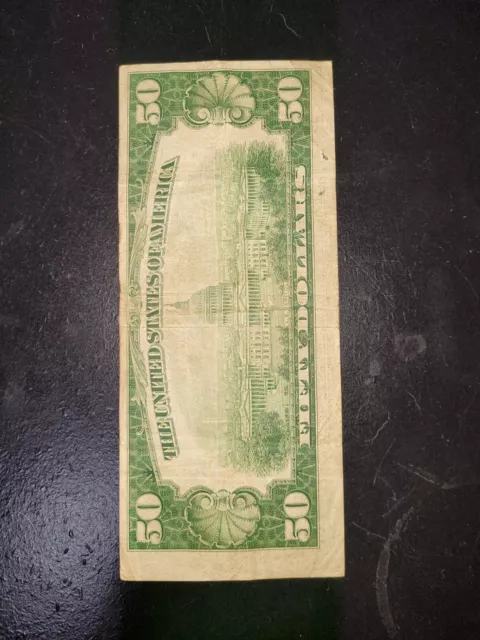 50 50
THE UNITED STATES OF AMERICA
FIFTY DOLLARS
50 50